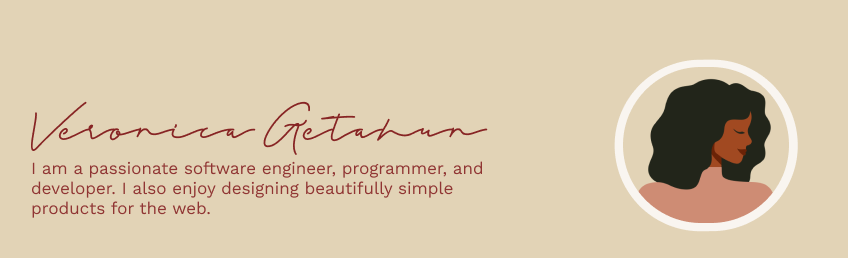 Veronica Getahun
I am a passionate software engineer, programmer, and
developer. I also enjoy designing beautifully simple
products for the web.